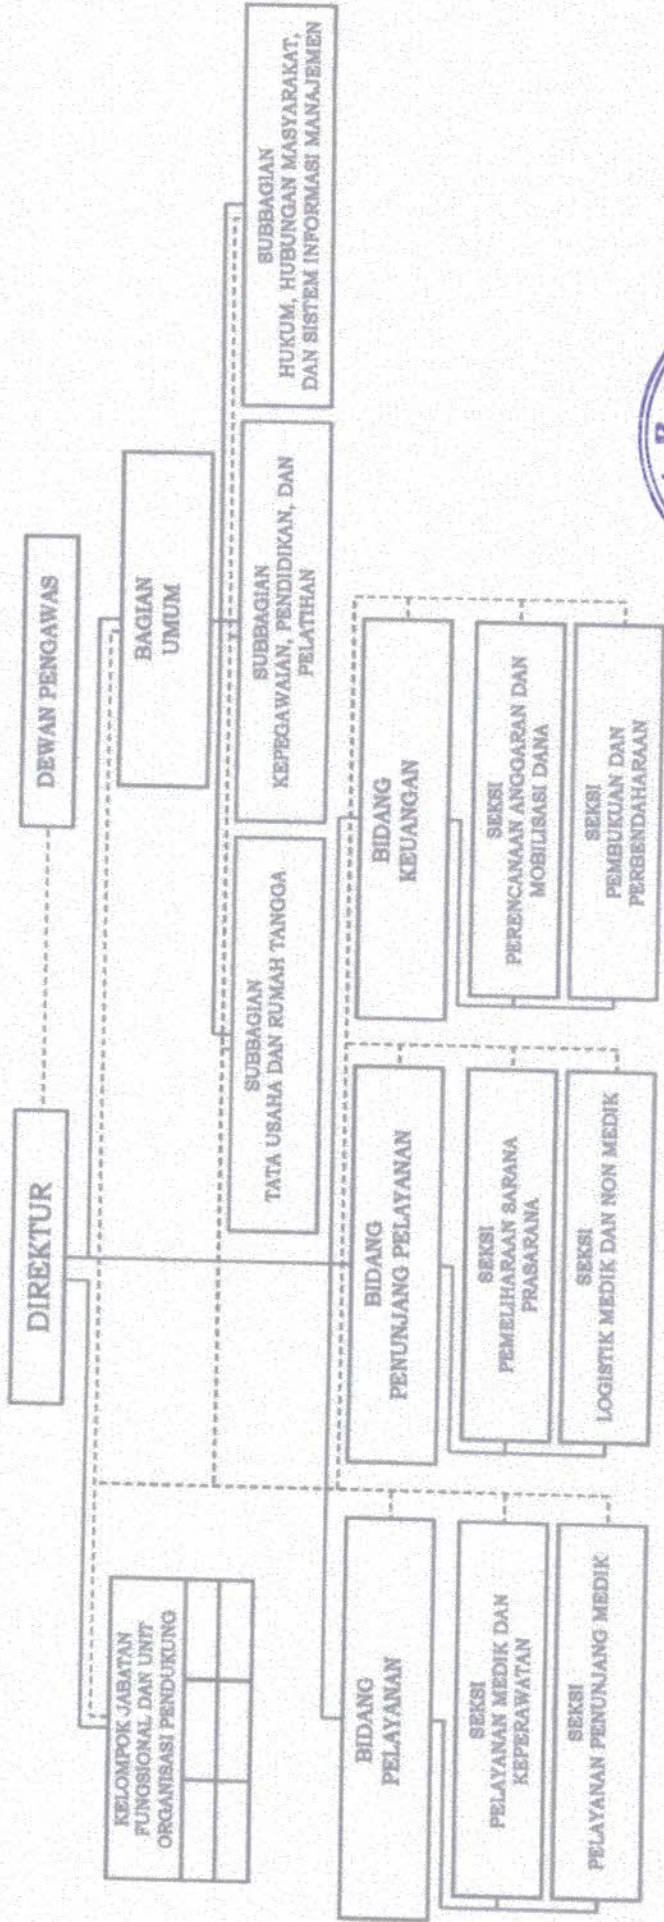 DIREKTUR
DEWAN PENGAWAS
KELOMPOK JABATAN
FUNGSIONAL DAN UNIT
ORGANISASI PENDUKUNG
BAGIAN
UMUM
SUBBAGIAN
TATA USAHA DAN RUMAH TANGGA
SUBBAGIAN
KEPEGAWAIAN, PENDIDIKAN, DAN
PELATIHAN
SUBBAGIAN
HUKUM, HUBUNGAN MASYARAKAT,
DAN SISTEM INFORMASI MANAJEMEN
BIDANG
PELAYANAN
SEKSI
PELAYANAN MEDIK DAN
KEPERAWATAN
SEKSI
PELAYANAN PENUNJANG MEDIK
BIDANG
PENUNJANG PELAYANAN
SEKSI
PEMELIHARAAN SARANA
PRASARANA
SEKSI
LOGISTIK MEDIK DAN NON MEDIK
BIDANG
KEUANGAN
SEKSI
PERENCANAAN ANGGARAN DAN
MOBILISASI DANA
SEKSI
PEMBUKUAN DAN
PERBENDAHARAAN